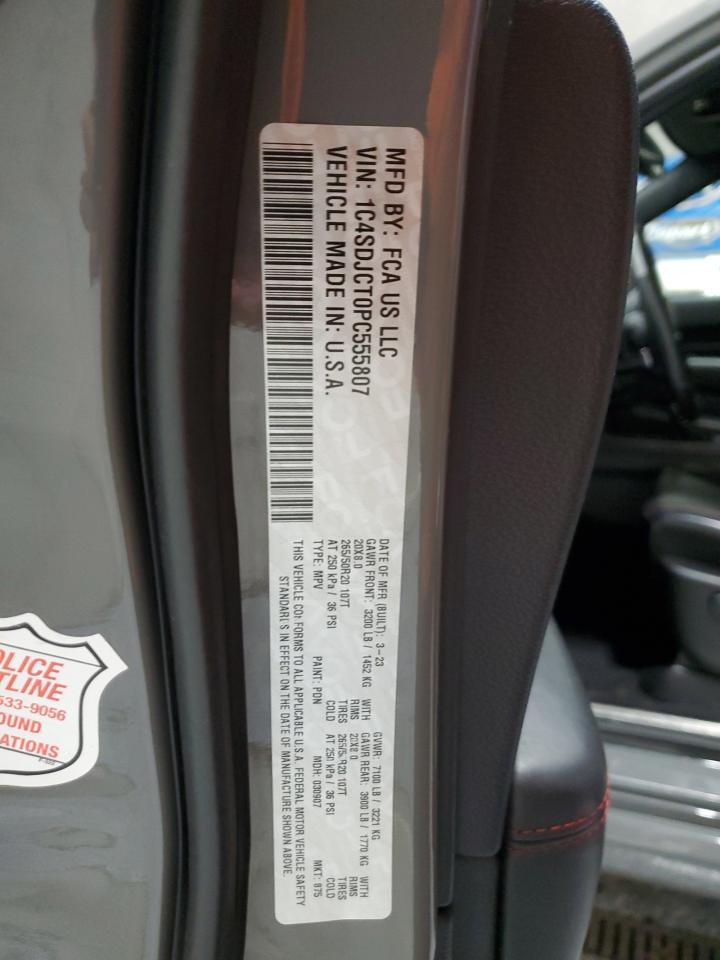 MFD BY: FCA US LLC
VIN: 1C4SDJCT0PC555807
VEHICLE MADE IN: U.S.A.
DATE OF MFR (BUILT): 3-23 GVWR: 7100 LB / 3221 KG
GAWR FRONT: 3200 LB / 1452 KG WITH GAWR REAR: 3900 LB / 1770 KG WITH
20X8.0 RIMS 20X8.0 RIMS
265/50R20 107T TIRES 265/50R20 107T TIRES
AT 250 kPa / 36 PSI COLD AT 250 kPa / 36 PSI COLD
TYPE: MPV PAINT: PDN MDH: 030907 MKT: 875
THIS VEHICLE CONFORMS TO ALL APPLICABLE U.S.A. FEDERAL MOTOR VEHICLE SAFETY
STANDARDS IN EFFECT ON THE DATE OF MANUFACTURE SHOWN ABOVE.
533-9056